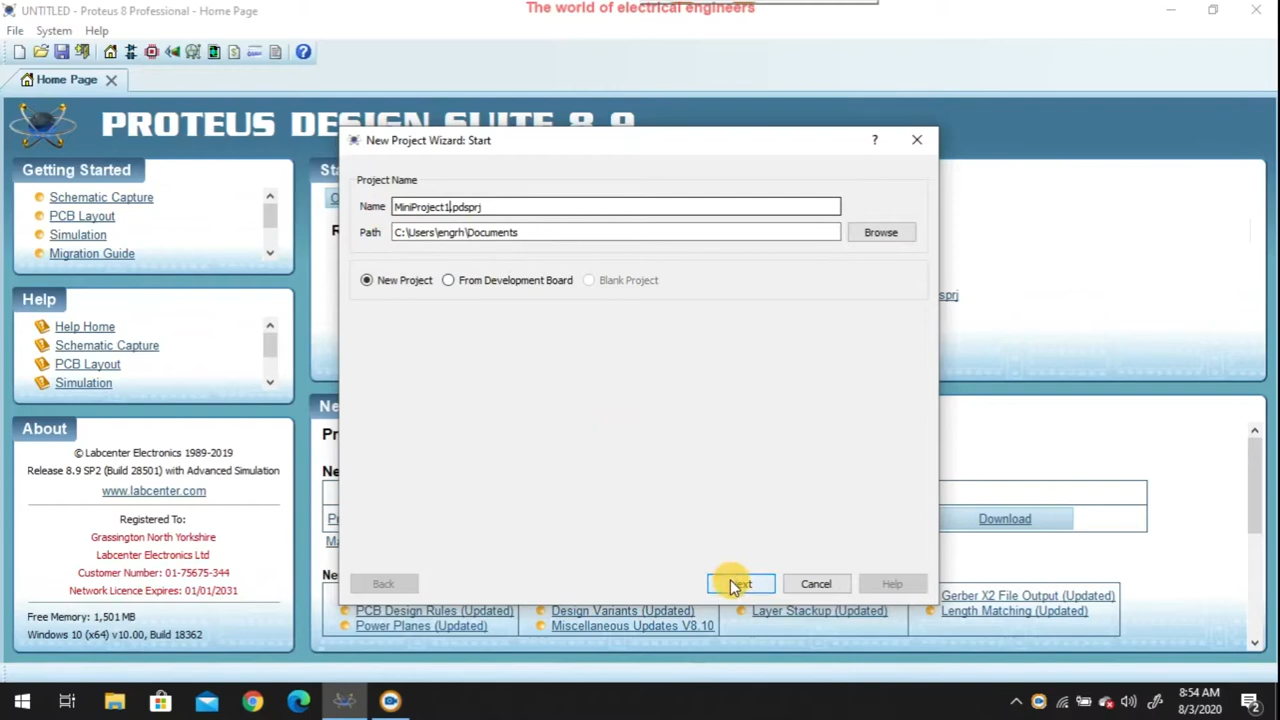 The world of electrical engineers
UNTITLED - Proteus 8 Professional - Home Page
File System Help
Home Page
PROTEUS DESIGN SUITE 8.9
New Project Wizard: Start
Project Name
Name MiniProject1.pdsprj
Path C:\Users\engrh\Documents Browse
New Project From Development Board Blank Project
Back Next Cancel Help
Getting Started
Schematic Capture
PCB Layout
Simulation
Migration Guide
Help
Help Home
Schematic Capture
PCB Layout
Simulation
About
© Labcenter Electronics 1989-2019
Release 8.9 SP2 (Build 28501) with Advanced Simulation
www.labcenter.com
Registered To:
Grassington North Yorkshire
Labcenter Electronics Ltd
Customer Number: 01-75675-344
Network Licence Expires: 01/01/2031
Free Memory: 1,501 MB
Windows 10 (x64) v10.00, Build 18362
sprj
Download
PCB Design Rules (Updated) Design Variants (Updated) Layer Stackup (Updated) Gerber X2 File Output (Updated)
Power Planes (Updated) Miscellaneous Updates V8.10 Length Matching (Updated)
8:54 AM
8/3/2020
2